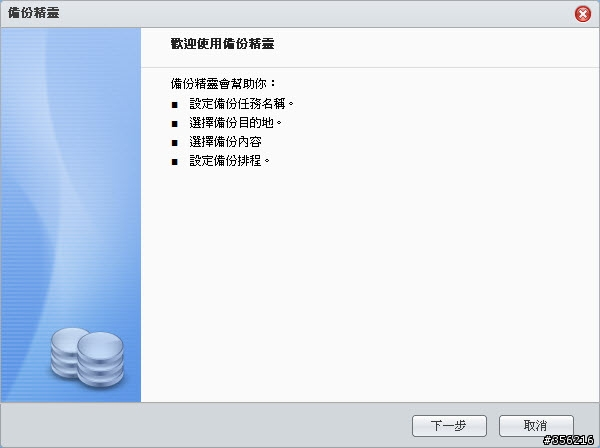 備份精靈
歡迎使用備份精靈
備份精靈會幫助你：
■ 設定備份任務名稱。
■ 選擇備份目的地。
■ 選擇備份內容
■ 設定備份排程。
下一步
取消
#356216